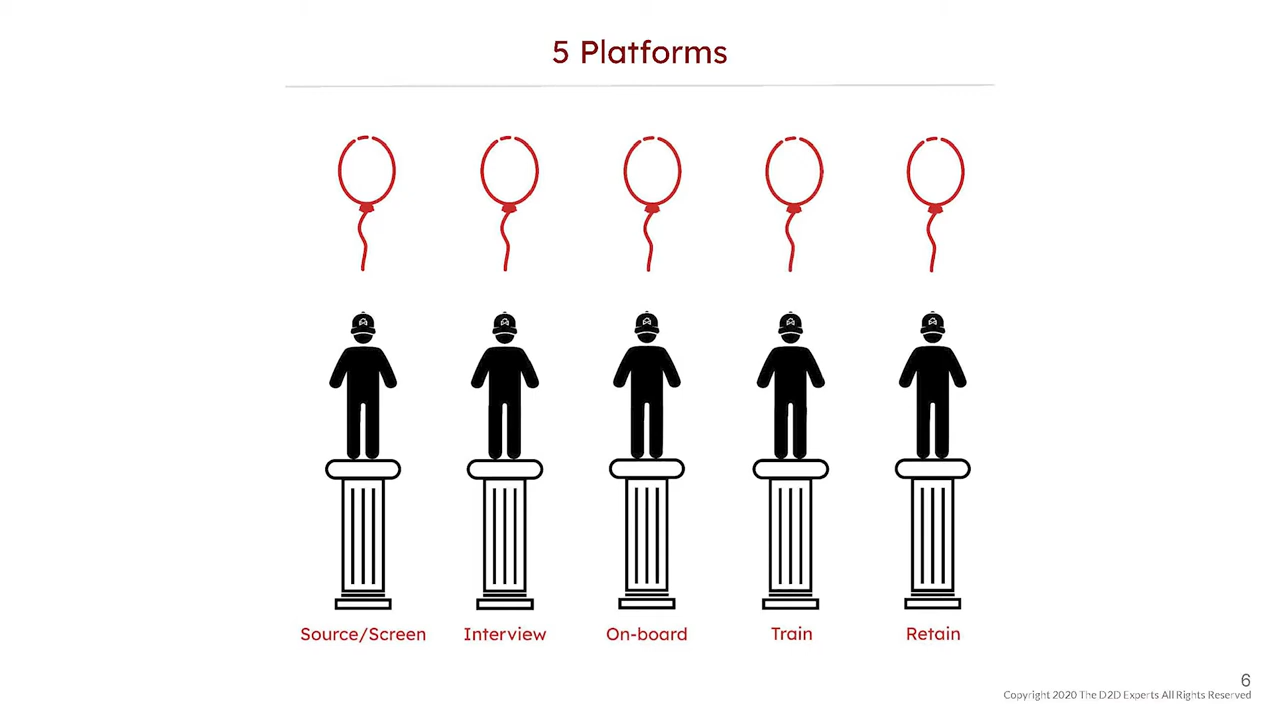 5 Platforms
Source/Screen
Interview
On-board
Train
Retain
6
Copyright 2020 The D2D Experts All Rights Reserved